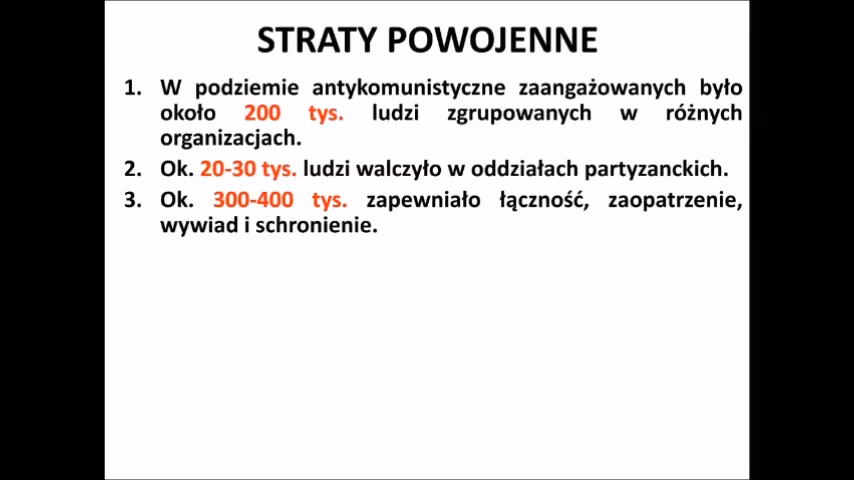 STRATY POWOJENNE
1. W podziemie antykomunistyczne zaangażowanych było
około 200 tys. ludzi zgrupowanych w różnych
organizacjach.
2. Ok. 20-30 tys. ludzi walczyło w oddziałach partyzanckich.
3. Ok. 300-400 tys. zapewniało łączność, zaopatrzenie,
wywiad i schronienie.